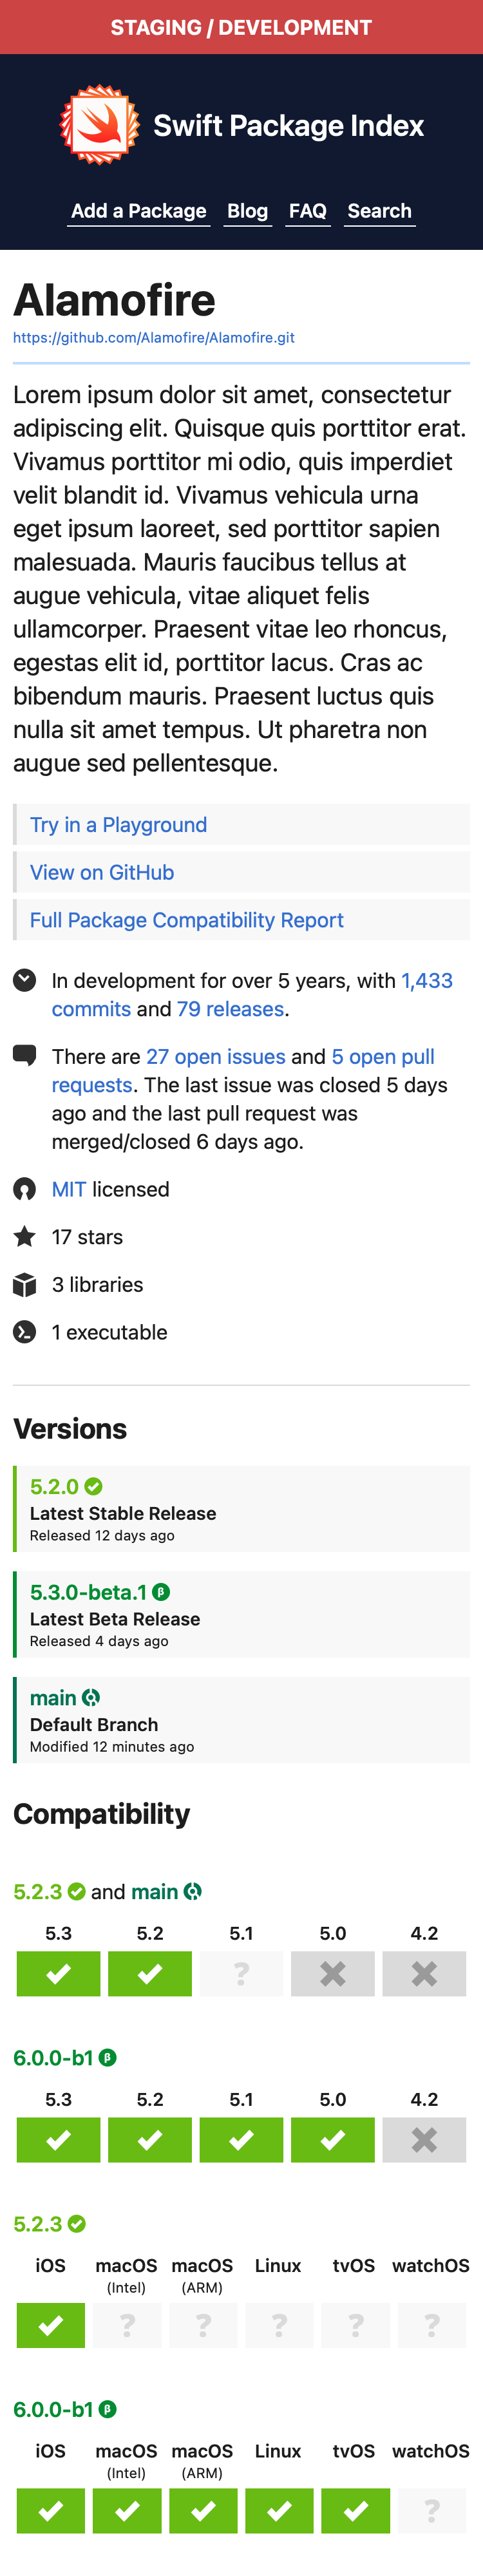 STAGING / DEVELOPMENT
Swift Package Index
Add a Package Blog FAQ Search
Alamofire
https://github.com/Alamofire/Alamofire.git
Lorem ipsum dolor sit amet, consectetur
adipiscing elit. Quisque quis porttitor erat.
Vivamus porttitor mi odio, quis imperdiet
velit blandit id. Vivamus vehicula urna
eget ipsum laoreet, sed porttitor sapien
malesuada. Mauris faucibus tellus at
augue vehicula, vitae aliquet felis
ullamcorper. Praesent vitae leo rhoncus,
egestas elit id, porttitor lacus. Cras ac
bibendum mauris. Praesent luctus quis
nulla sit amet tempus. Ut pharetra non
augue sed pellentesque.
Try in a Playground
View on GitHub
Full Package Compatibility Report
In development for over 5 years, with 1,433
commits and 79 releases.
There are 27 open issues and 5 open pull
requests. The last issue was closed 5 days
ago and the last pull request was
merged/closed 6 days ago.
MIT licensed
17 stars
3 libraries
1 executable
Versions
5.2.0
Latest Stable Release
Released 12 days ago
5.3.0-beta.1 β
Latest Beta Release
Released 4 days ago
main
Default Branch
Modified 12 minutes ago
Compatibility
5.2.3 and main
5.3 5.2 5.1 5.0 4.2
?
6.0.0-b1 β
5.3 5.2 5.1 5.0 4.2
5.2.3
iOS macOS macOS Linux tvOS watchOS
(Intel) (ARM)
? ? ? ? ?
6.0.0-b1 β
iOS macOS macOS Linux tvOS watchOS
(Intel) (ARM)
?